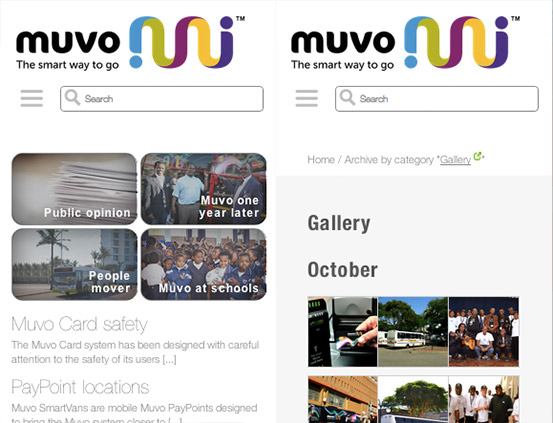 muvo TM
The smart way to go
Search
Public opinion
Muvo one
year later
People
mover
Muvo at schools
Muvo Card safety
The Muvo Card system has been designed with careful
attention to the safety of its users [...]
PayPoint locations
Muvo SmartVans are mobile Muvo PayPoints designed
to bring the Muvo system closer to [...]
muvo TM
The smart way to go
Search
Home / Archive by category "Gallery
Gallery
October